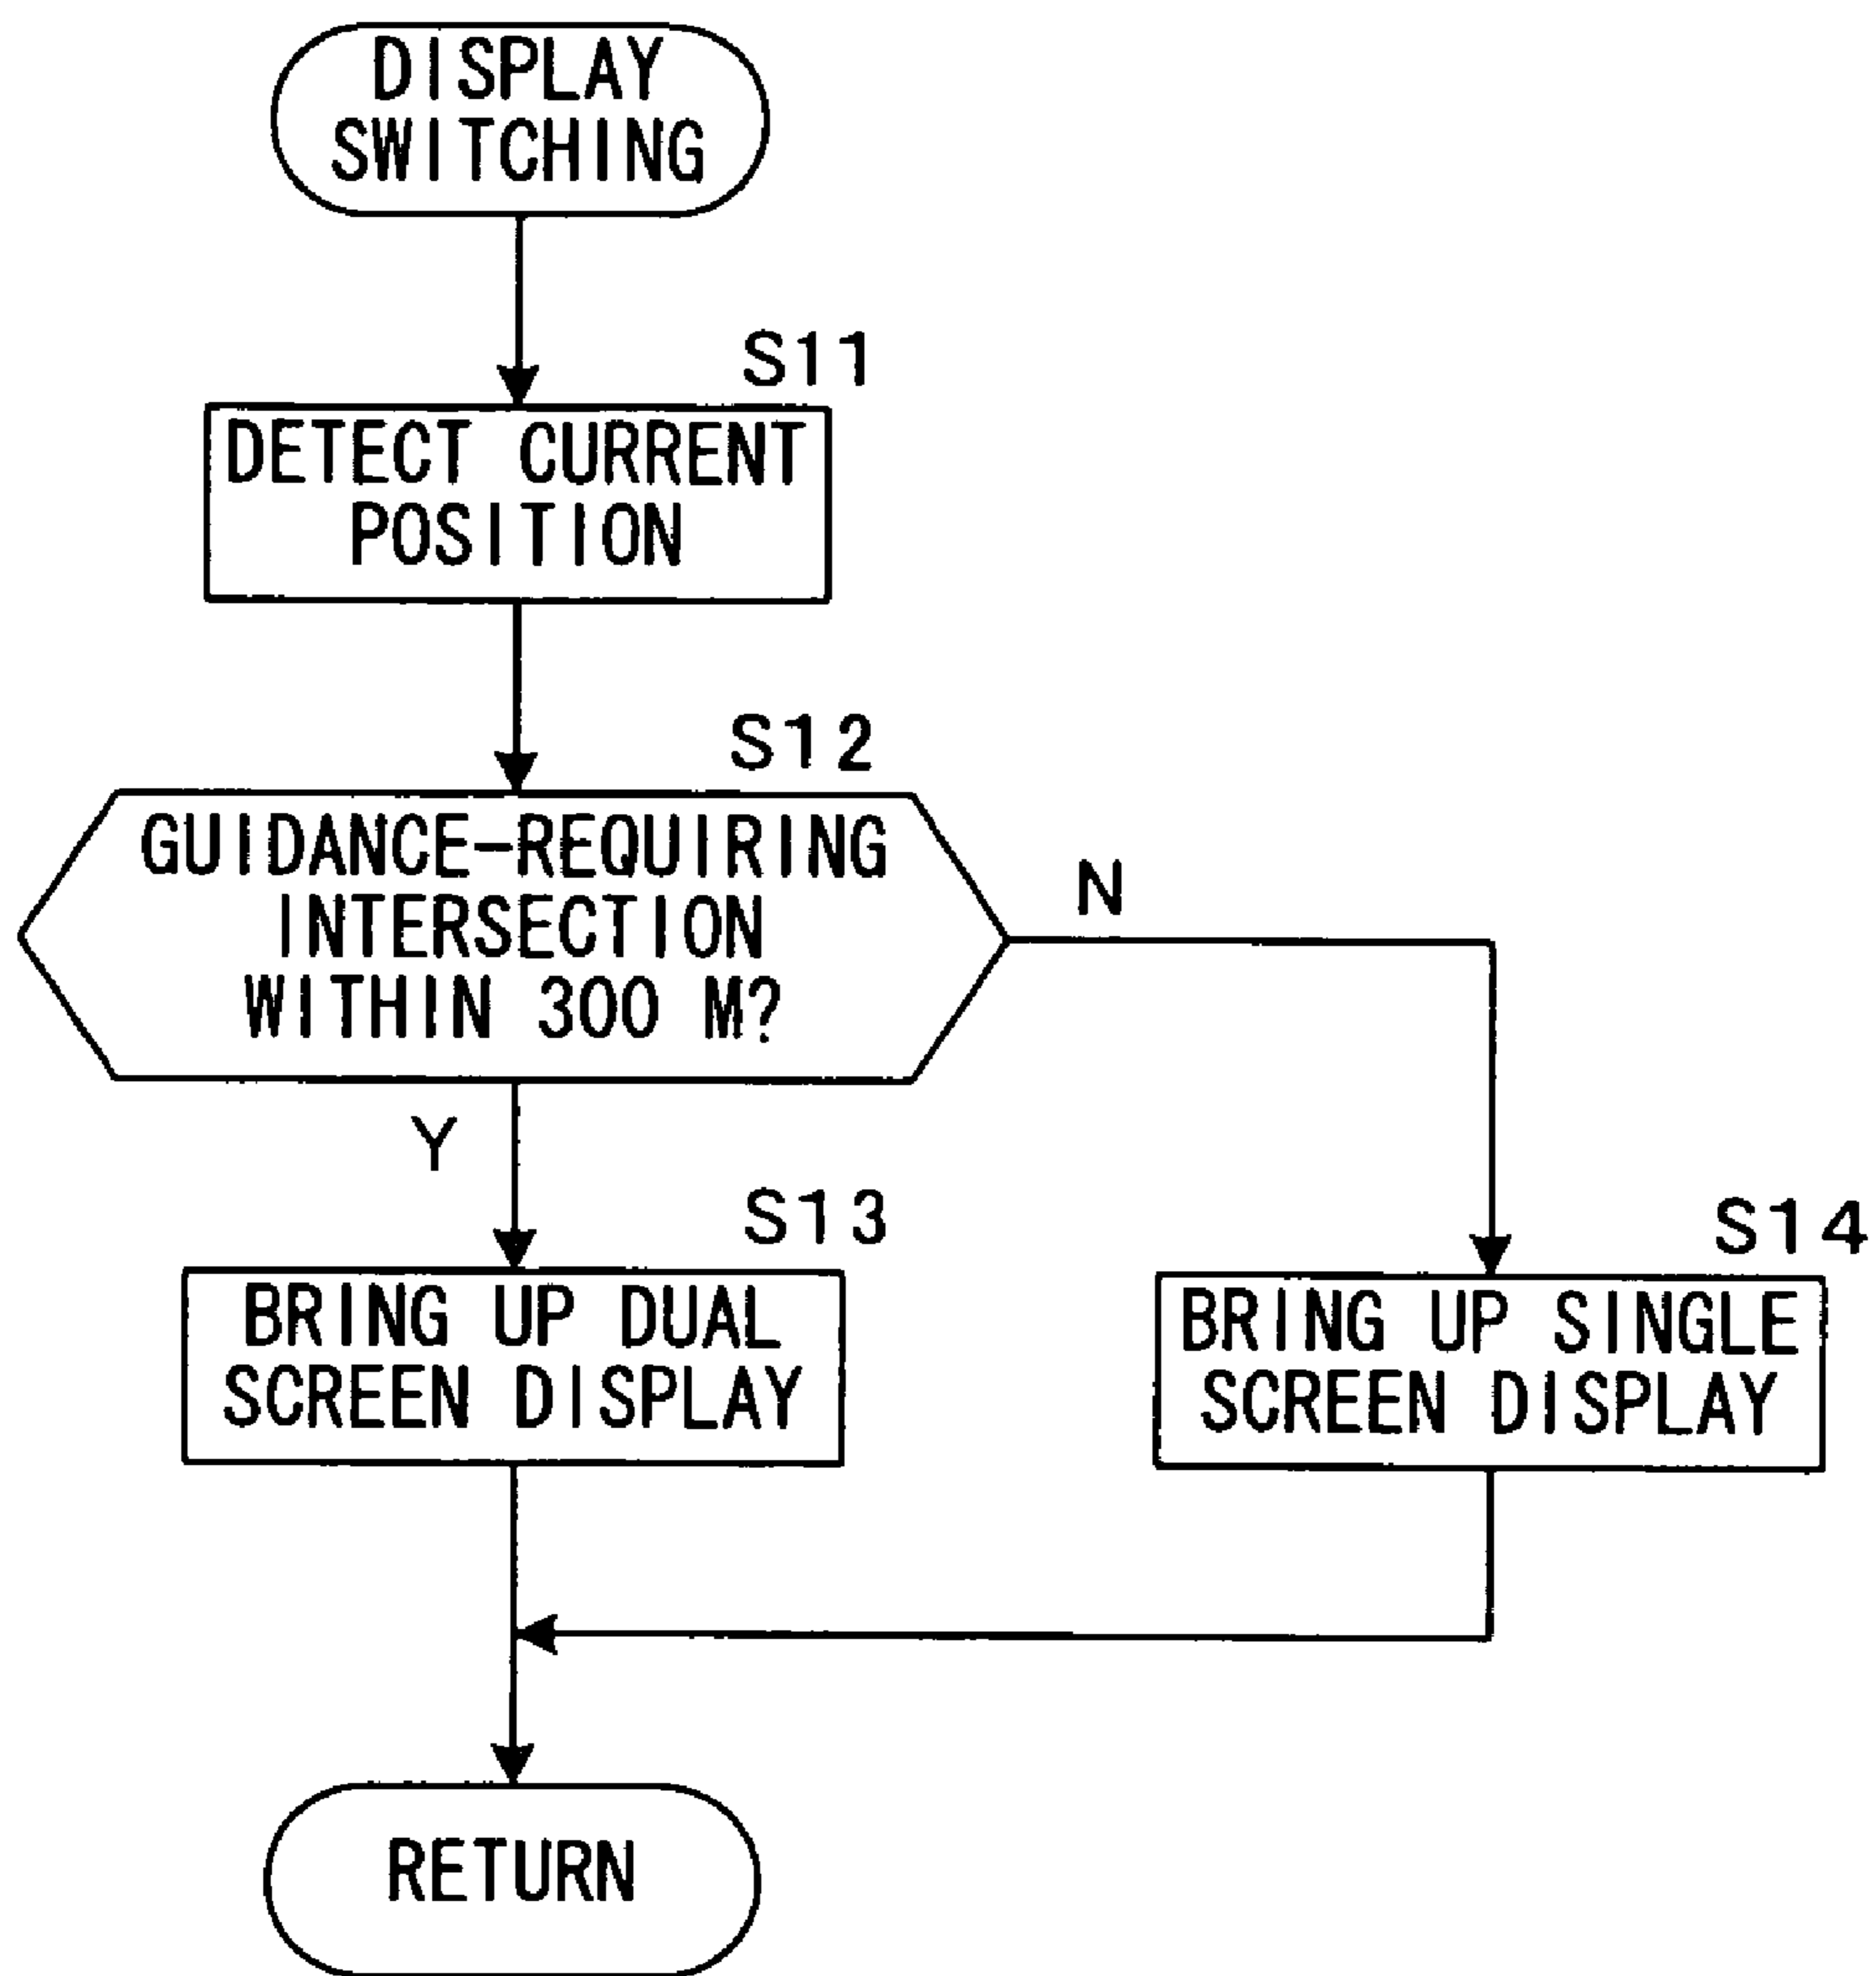 DISPLAY
SWITCHING
S11
DETECT CURRENT
POSITION
S12
GUIDANCE-REQUIRING
INTERSECTION
WITHIN 300 M?
N
Y
S13
BRING UP DUAL
SCREEN DISPLAY
S14
BRING UP SINGLE
SCREEN DISPLAY
RETURN